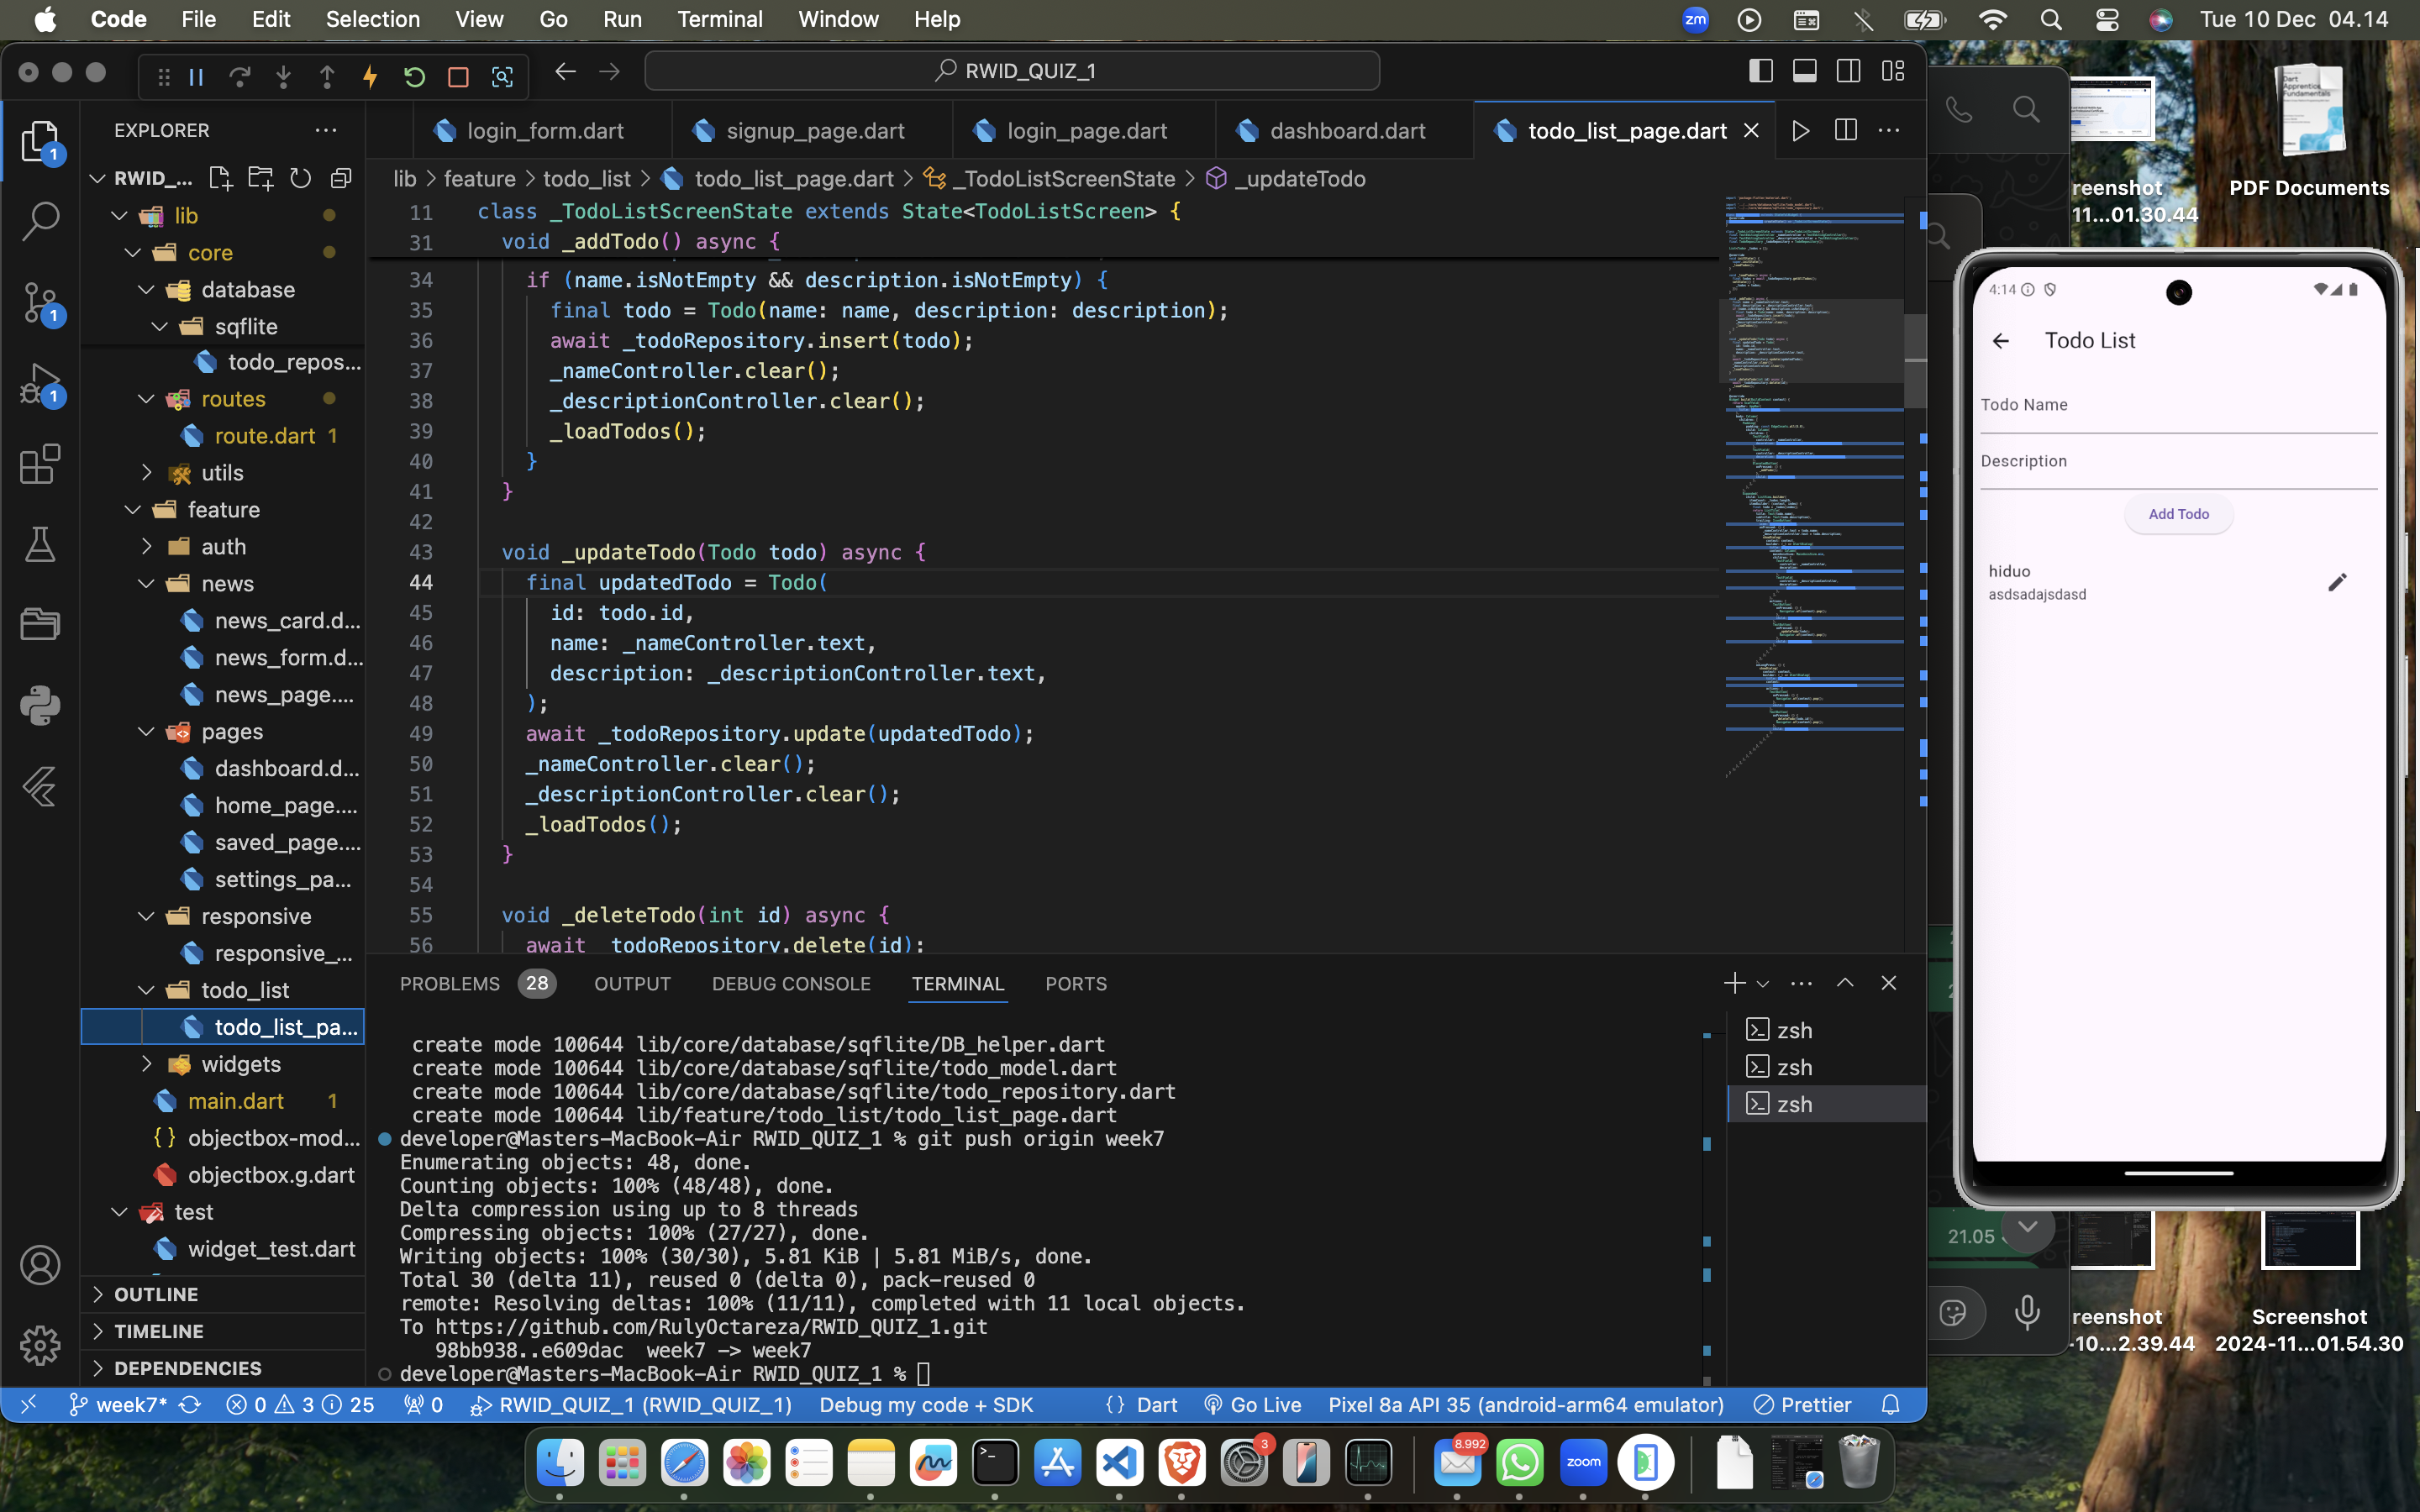 Code File Edit Selection View Go Run Terminal Window Help
zm
Tue 10 Dec 04.14
RWID_QUIZ_1
EXPLORER
login_form.dart
signup_page.dart
login_page.dart
dashboard.dart
todo_list_page.dart
RWID_...
lib
core
database
sqflite
todo_repos...
routes
route.dart 1
utils
feature
auth
news
news_card.d...
news_form.d...
news_page....
pages
dashboard.d...
home_page....
saved_page....
settings_pa...
responsive
responsive_...
todo_list
todo_list_pa...
widgets
main.dart 1
objectbox-mod...
objectbox.g.dart
test
widget_test.dart
OUTLINE
TIMELINE
DEPENDENCIES
1
1
1
lib > feature > todo_list > todo_list_page.dart > _TodoListScreenState > _updateTodo
11 class _TodoListScreenState extends State<TodoListScreen> {
31 void _addTodo() async {
34 if (name.isNotEmpty && description.isNotEmpty) {
35 final todo = Todo(name: name, description: description);
36 await _todoRepository.insert(todo);
37 _nameController.clear();
38 _descriptionController.clear();
39 _loadTodos();
40 }
41 }
42
43 void _updateTodo(Todo todo) async {
44 final updatedTodo = Todo(
45 id: todo.id,
46 name: _nameController.text,
47 description: _descriptionController.text,
48 );
49 await _todoRepository.update(updatedTodo);
50 _nameController.clear();
51 _descriptionController.clear();
52 _loadTodos();
53 }
54
55 void _deleteTodo(int id) async {
56 await _todoRepository.delete(id);
PROBLEMS 28 OUTPUT DEBUG CONSOLE TERMINAL PORTS
create mode 100644 lib/core/database/sqflite/DB_helper.dart
create mode 100644 lib/core/database/sqflite/todo_model.dart
create mode 100644 lib/core/database/sqflite/todo_repository.dart
create mode 100644 lib/feature/todo_list/todo_list_page.dart
developer@Masters-MacBook-Air RWID_QUIZ_1 % git push origin week7
Enumerating objects: 48, done.
Counting objects: 100% (48/48), done.
Delta compression using up to 8 threads
Compressing objects: 100% (27/27), done.
Writing objects: 100% (30/30), 5.81 KiB | 5.81 MiB/s, done.
Total 30 (delta 11), reused 0 (delta 0), pack-reused 0
remote: Resolving deltas: 100% (11/11), completed with 11 local objects.
To https://github.com/RulyOctareza/RWID_QUIZ_1.git
98bb938..e609dac week7 -> week7
developer@Masters-MacBook-Air RWID_QUIZ_1 %
zsh
zsh
zsh
week7* 0 3 25 0 RWID_QUIZ_1 (RWID_QUIZ_1) Debug my code + SDK {} Dart Go Live Pixel 8a API 35 (android-arm64 emulator) Prettier
Dart
Apprentice
Fundamentals
reenshot
11...01.30.44
PDF Documents
4:14
Todo List
Todo Name
Description
Add Todo
hiduo
asdsadajsdasd
21.05
reenshot
-10...2.39.44
Screenshot
2024-11...01.54.30
3
8.992
zoom